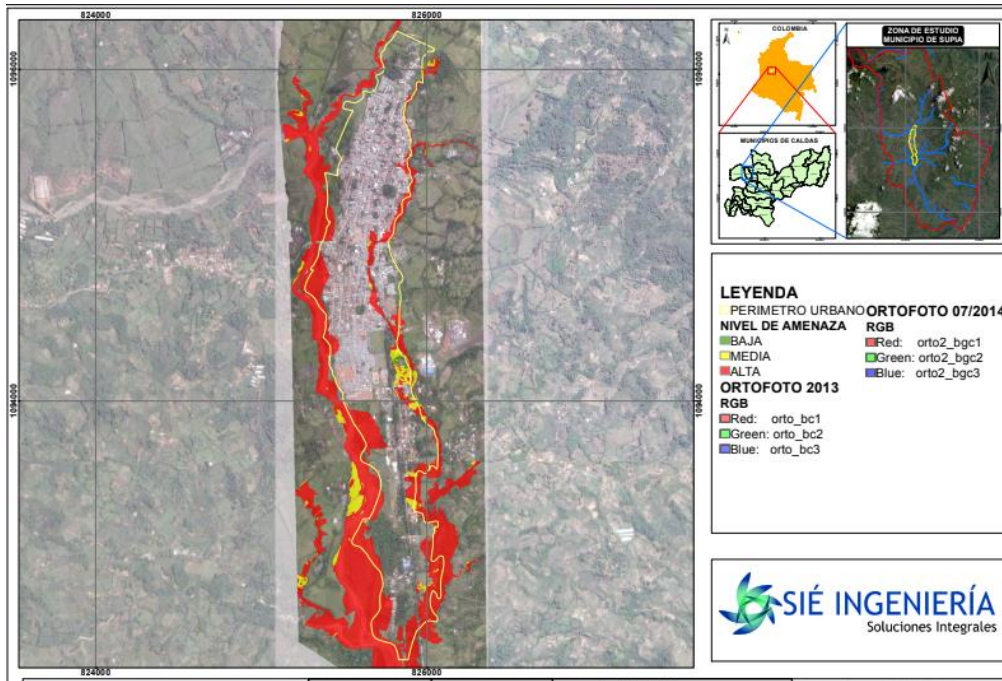 824000
826000
1096000
1096000
1094000
1094000
824000
826000
COLOMBIA
MUNICIPIOS DE CALDAS
ZONA DE ESTUDIO
MUNICIPIO DE SUPIA
LEYENDA
PERIMETRO URBANO
NIVEL DE AMENAZA
BAJA
MEDIA
ALTA
ORTOFOTO 2013
RGB
Red: orto_bc1
Green: orto_bc2
Blue: orto_bc3
ORTOFOTO 07/2014
RGB
Red: orto2_bgc1
Green: orto2_bgc2
Blue: orto2_bgc3
SIÉ INGENIERÍA
Soluciones Integrales